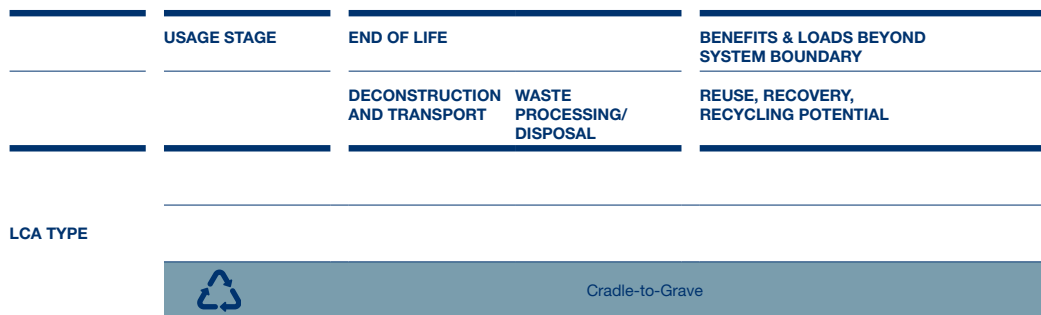 USAGE STAGE
END OF LIFE
BENEFITS & LOADS BEYOND
SYSTEM BOUNDARY
DECONSTRUCTION
AND TRANSPORT
WASTE
PROCESSING/
DISPOSAL
REUSE, RECOVERY,
RECYCLING POTENTIAL
LCA TYPE
Cradle-to-Grave